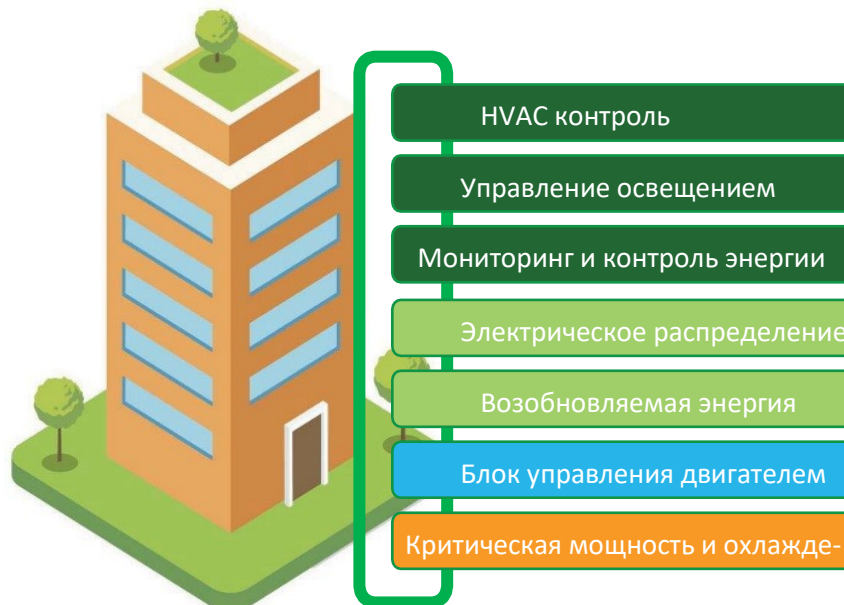 HVAC контроль
Управление освещением
Мониторинг и контроль энергии
Электрическое распределение
Возобновляемая энергия
Блок управления двигателем
Критическая мощность и охлажде-